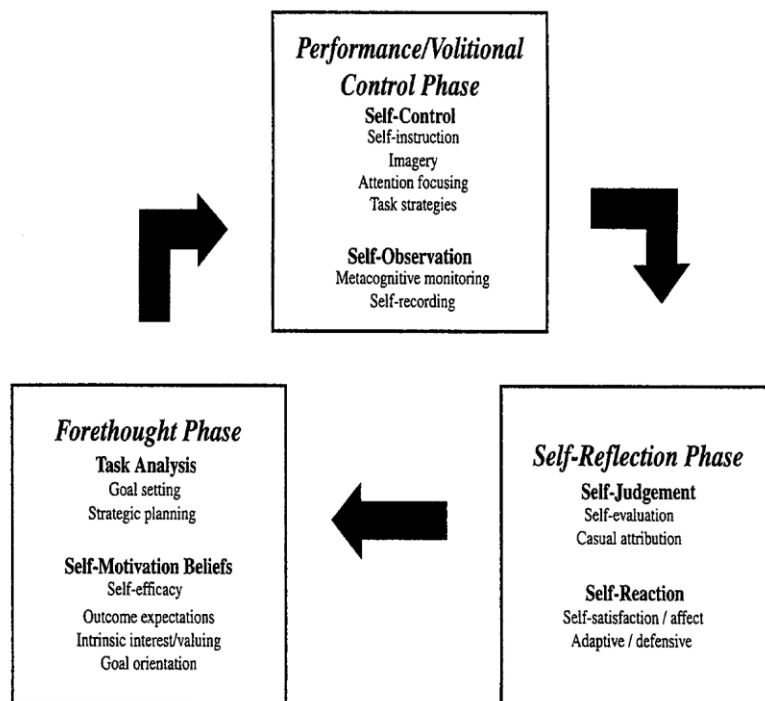 Performance/Volitional
Control Phase
Self-Control
Self-instruction
Imagery
Attention focusing
Task strategies
Self-Observation
Metacognitive monitoring
Self-recording
Forethought Phase
Task Analysis
Goal setting
Strategic planning
Self-Motivation Beliefs
Self-efficacy
Outcome expectations
Intrinsic interest/valuing
Goal orientation
Self-Reflection Phase
Self-Judgement
Self-evaluation
Casual attribution
Self-Reaction
Self-satisfaction / affect
Adaptive / defensive